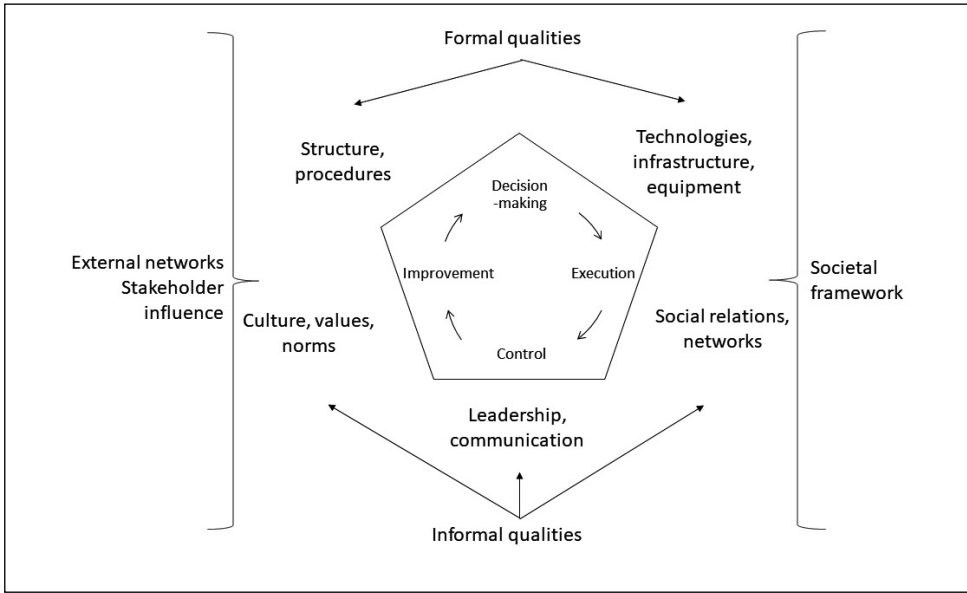 Formal qualities
Structure,
procedures
Technologies,
infrastructure,
equipment
Decision
-making
External networks
Stakeholder
influence
Improvement
Execution
Societal
framework
Culture, values,
norms
Social relations,
networks
Control
Leadership,
communication
Informal qualities